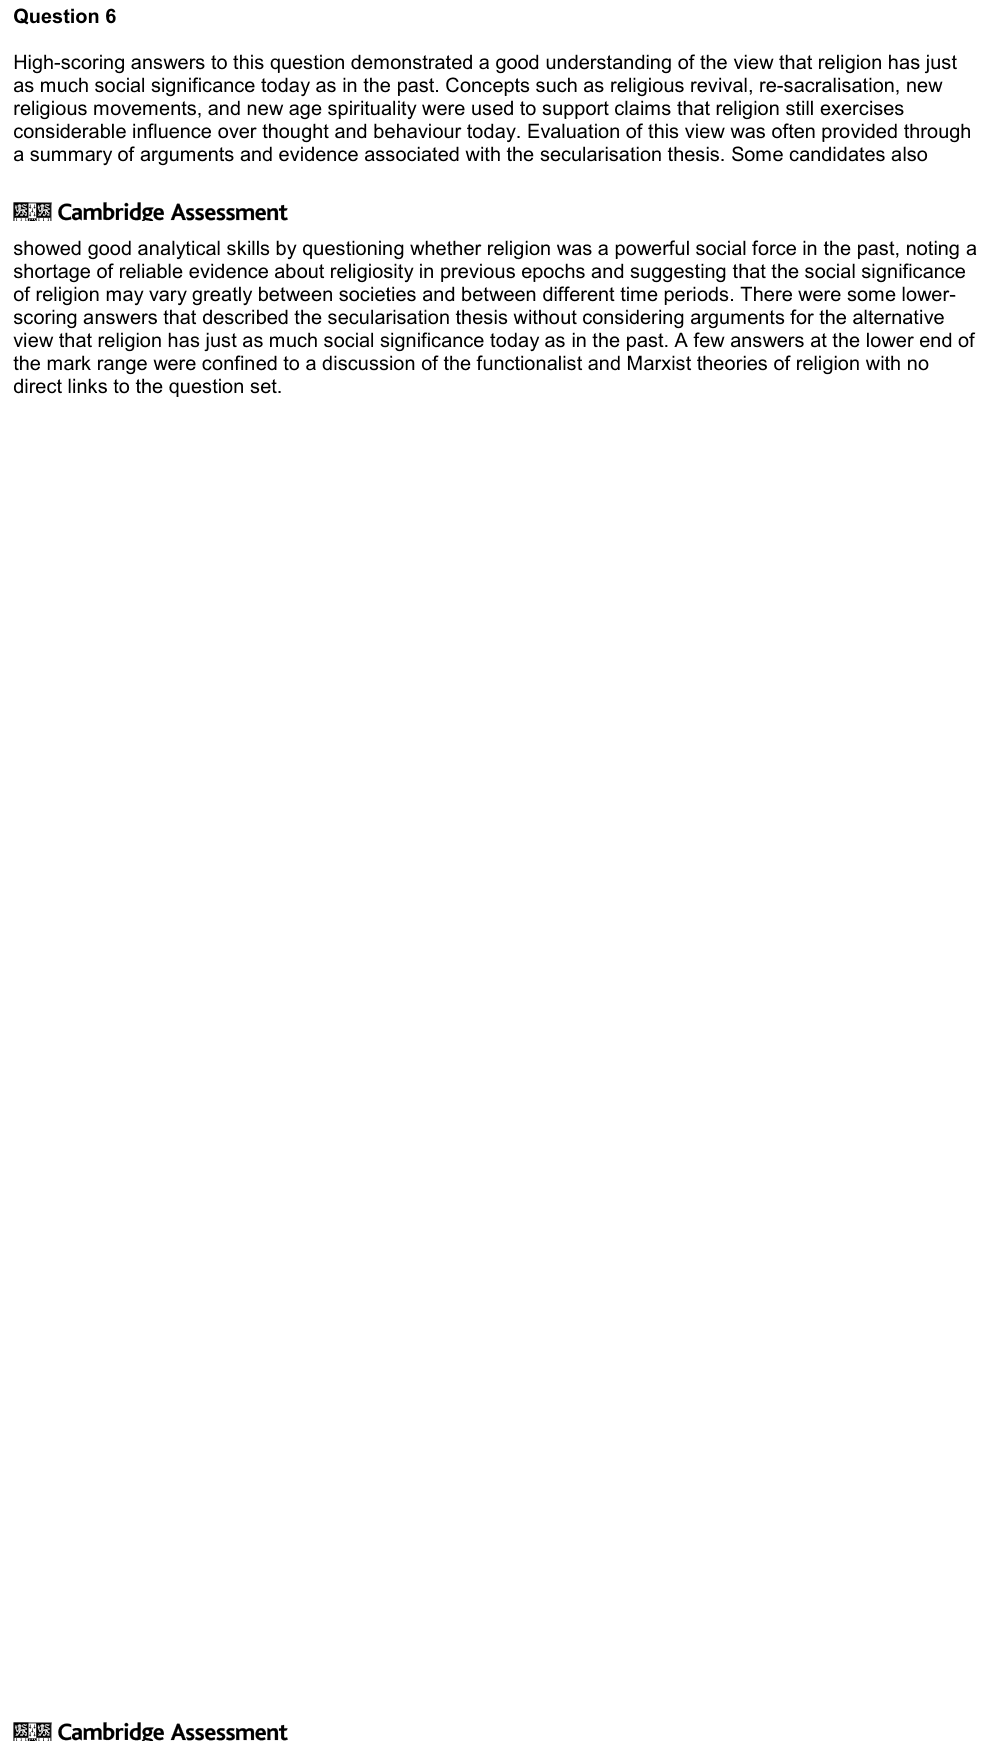 Question 6
High-scoring answers to this question demonstrated a good understanding of the view that religion has just
as much social significance today as in the past. Concepts such as religious revival, re-sacralisation, new
religious movements, and new age spirituality were used to support claims that religion still exercises
considerable influence over thought and behaviour today. Evaluation of this view was often provided through
a summary of arguments and evidence associated with the secularisation thesis. Some candidates also
Cambridge Assessment
showed good analytical skills by questioning whether religion was a powerful social force in the past, noting a
shortage of reliable evidence about religiosity in previous epochs and suggesting that the social significance
of religion may vary greatly between societies and between different time periods. There were some lower-
scoring answers that described the secularisation thesis without considering arguments for the alternative
view that religion has just as much social significance today as in the past. A few answers at the lower end of
the mark range were confined to a discussion of the functionalist and Marxist theories of religion with no
direct links to the question set.
Cambridge Assessment